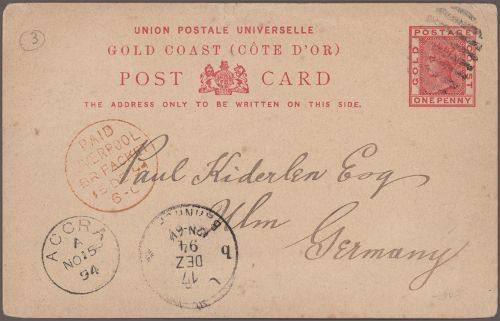 3
UNION POSTALE UNIVERSELLE
GOLD COAST (CÔTE D'OR)
POST CARD
THE ADDRESS ONLY TO BE WRITTEN ON THIS SIDE.
GOLD COAST
POSTAGE
ONE PENNY
PAID
LIVERPOOL
BR. PACKET
Paul Kiderlen Esq
Ulm
Germany
ACCRA
A
NO 15
94
17
DEZ
94
b